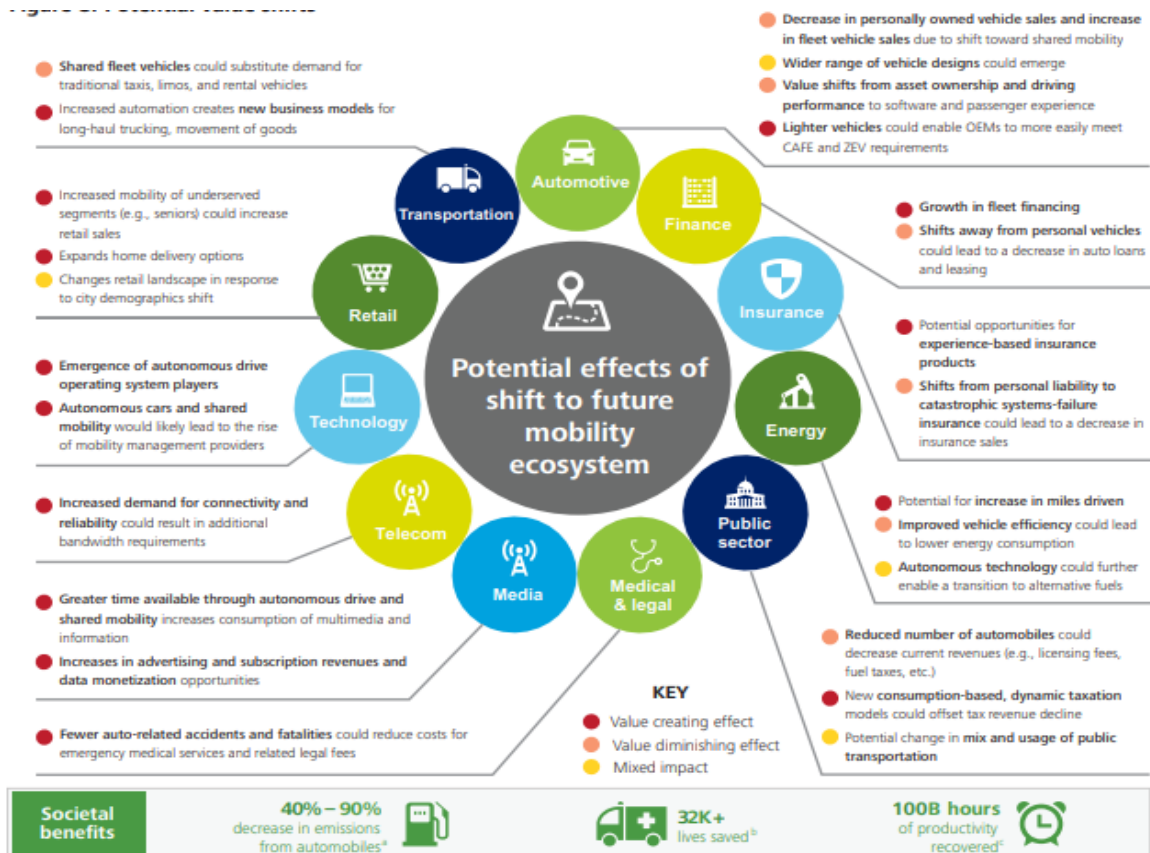 Shared fleet vehicles could substitute demand for
traditional taxis, limos, and rental vehicles
Increased automation creates new business models for
long-haul trucking, movement of goods
Increased mobility of underserved
segments (e.g., seniors) could increase
retail sales
Expands home delivery options
Changes retail landscape in response
to city demographics shift
Emergence of autonomous drive
operating system players
Autonomous cars and shared
mobility would likely lead to the rise
of mobility management providers
Increased demand for connectivity and
reliability could result in additional
bandwidth requirements
Greater time available through autonomous drive and
shared mobility increases consumption of multimedia and
information
Increases in advertising and subscription revenues and
data monetization opportunities
Fewer auto-related accidents and fatalities could reduce costs for
emergency medical services and related legal fees
Transportation
Automotive
Finance
Insurance
Energy
Public
sector
Medical
& legal
Media
Telecom
Technology
Retail
Potential effects of
shift to future
mobility
ecosystem
Decrease in personally owned vehicle sales and increase
in fleet vehicle sales due to shift toward shared mobility
Wider range of vehicle designs could emerge
Value shifts from asset ownership and driving
performance to software and passenger experience
Lighter vehicles could enable OEMs to more easily meet
CAFE and ZEV requirements
Growth in fleet financing
Shifts away from personal vehicles
could lead to a decrease in auto loans
and leasing
Potential opportunities for
experience-based insurance
products
Shifts from personal liability to
catastrophic systems-failure
insurance could lead to a decrease in
insurance sales
Potential for increase in miles driven
Improved vehicle efficiency could lead
to lower energy consumption
Autonomous technology could further
enable a transition to alternative fuels
Reduced number of automobiles could
decrease current revenues (e.g., licensing fees,
fuel taxes, etc.)
New consumption-based, dynamic taxation
models could offset tax revenue decline
Potential change in mix and usage of public
transportation
KEY
Value creating effect
Value diminishing effect
Mixed impact
Societal
benefits
40%–90%
decrease in emissions
from automobilesᵃ
32K+
lives savedᵇ
100B hours
of productivity
recoveredᶜ